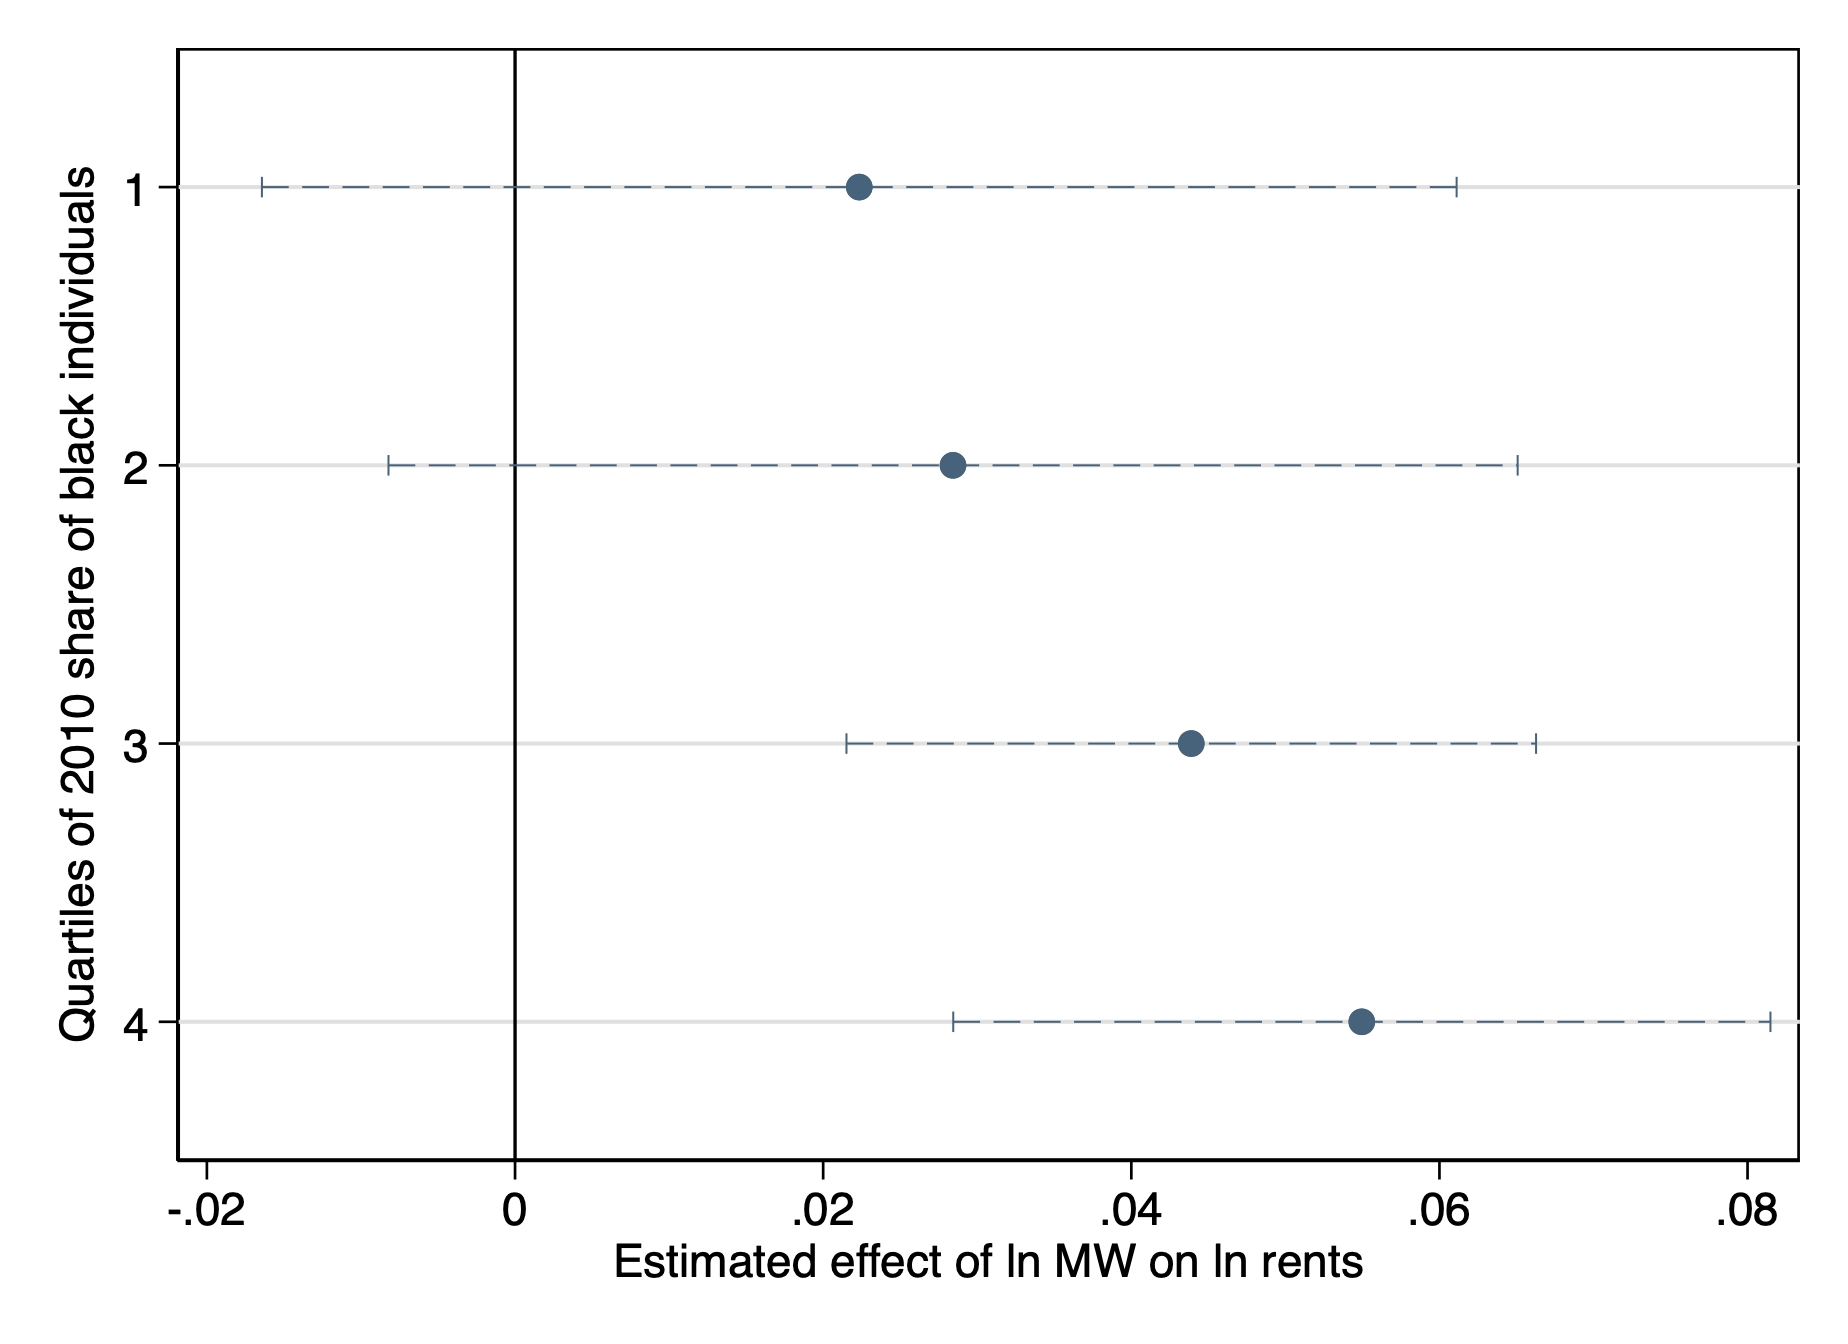 Quartiles of 2010 share of black individuals
1
2
3
4
-.02 0 .02 .04 .06 .08
Estimated effect of ln MW on ln rents